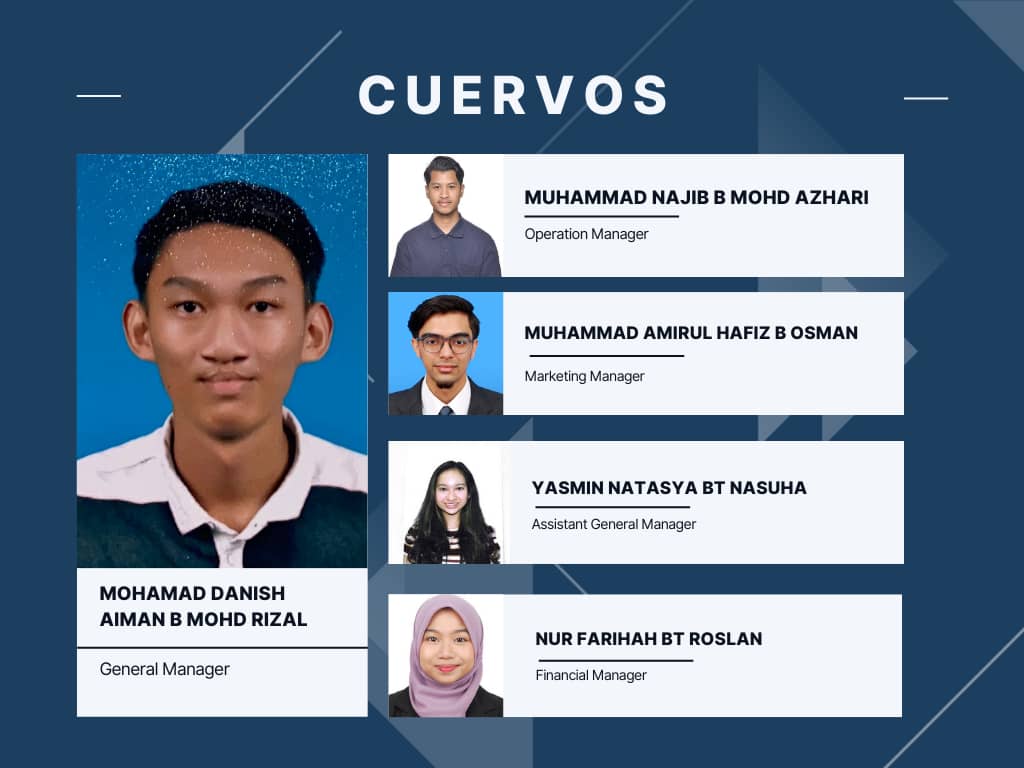 CUERVOS
MOHAMAD DANISH
AIMAN B MOHD RIZAL
General Manager
MUHAMMAD NAJIB B MOHD AZHARI
Operation Manager
MUHAMMAD AMIRUL HAFIZ B OSMAN
Marketing Manager
YASMIN NATASYA BT NASUHA
Assistant General Manager
NUR FARIHAH BT ROSLAN
Financial Manager